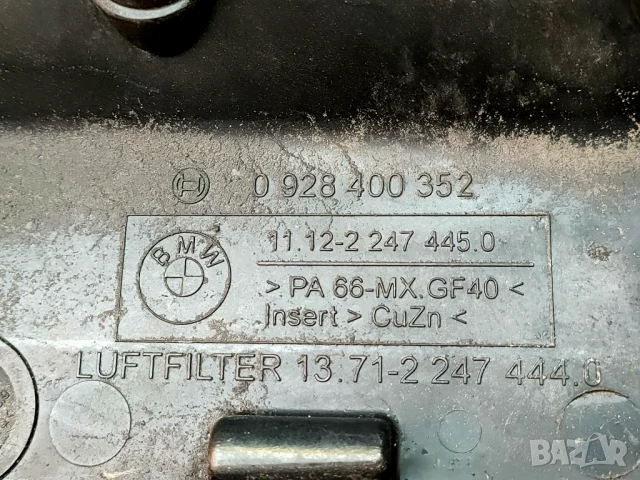 0 928 400 352
BMW
11.12-2 247 445.0
> PA 66-MX.GF40 <
Insert > CuZn <
LUFTFILTER 13.71-2 247 444.0
BAZAR